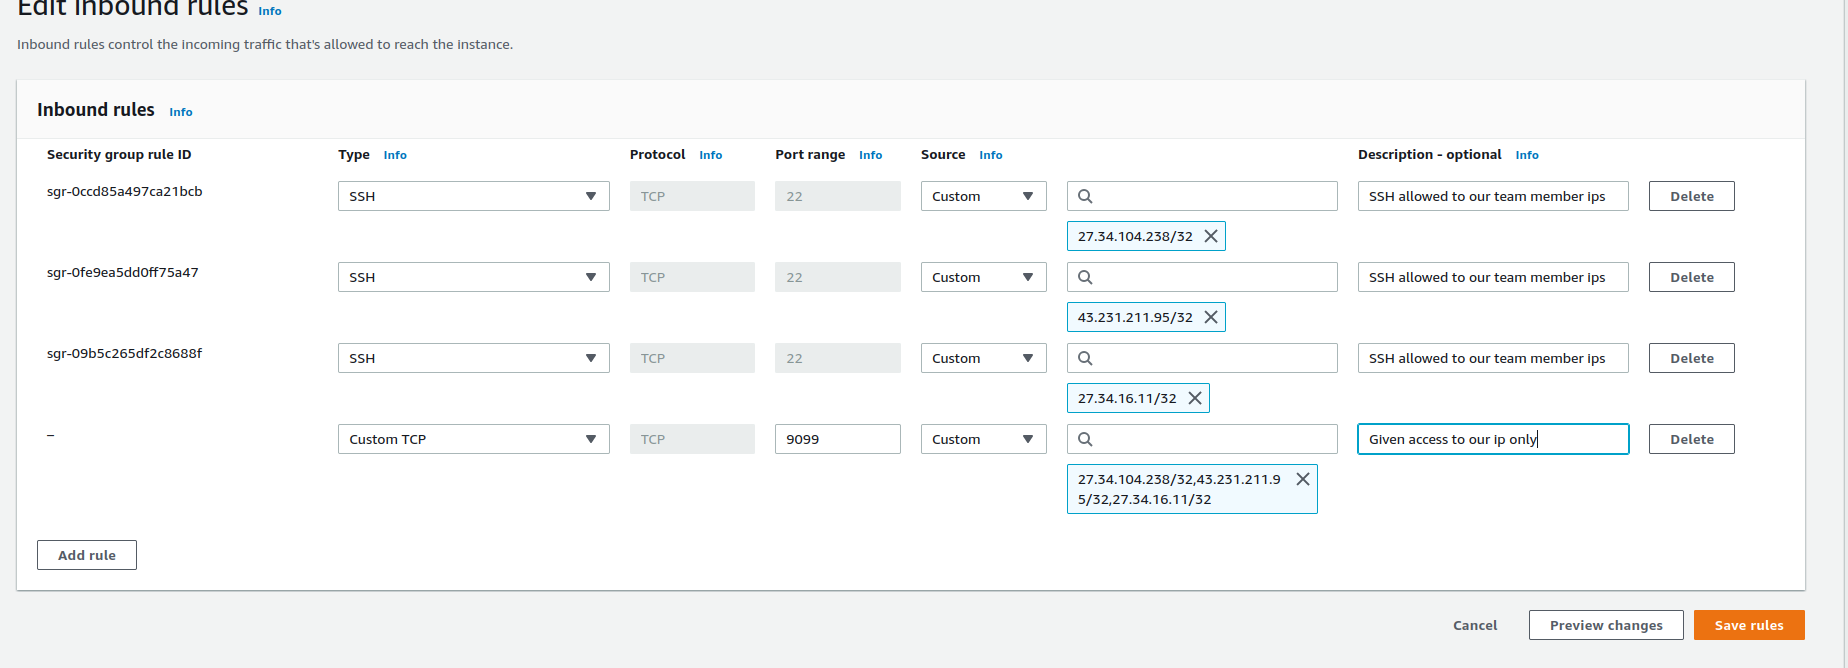 Edit inbound rules Info
Inbound rules control the incoming traffic that's allowed to reach the instance.
Inbound rules Info
Security group rule ID Type Info Protocol Info Port range Info Source Info Description - optional Info
sgr-0ccd85a497ca21bcb SSH TCP 22 Custom SSH allowed to our team member ips Delete
27.34.104.238/32
sgr-0fe9ea5dd0ff75a47 SSH TCP 22 Custom SSH allowed to our team member ips Delete
43.231.211.95/32
sgr-09b5c265df2c8688f SSH TCP 22 Custom SSH allowed to our team member ips Delete
27.34.16.11/32
– Custom TCP TCP 9099 Custom Given access to our ip only Delete
27.34.104.238/32,43.231.211.9
5/32,27.34.16.11/32
Add rule
Cancel Preview changes Save rules